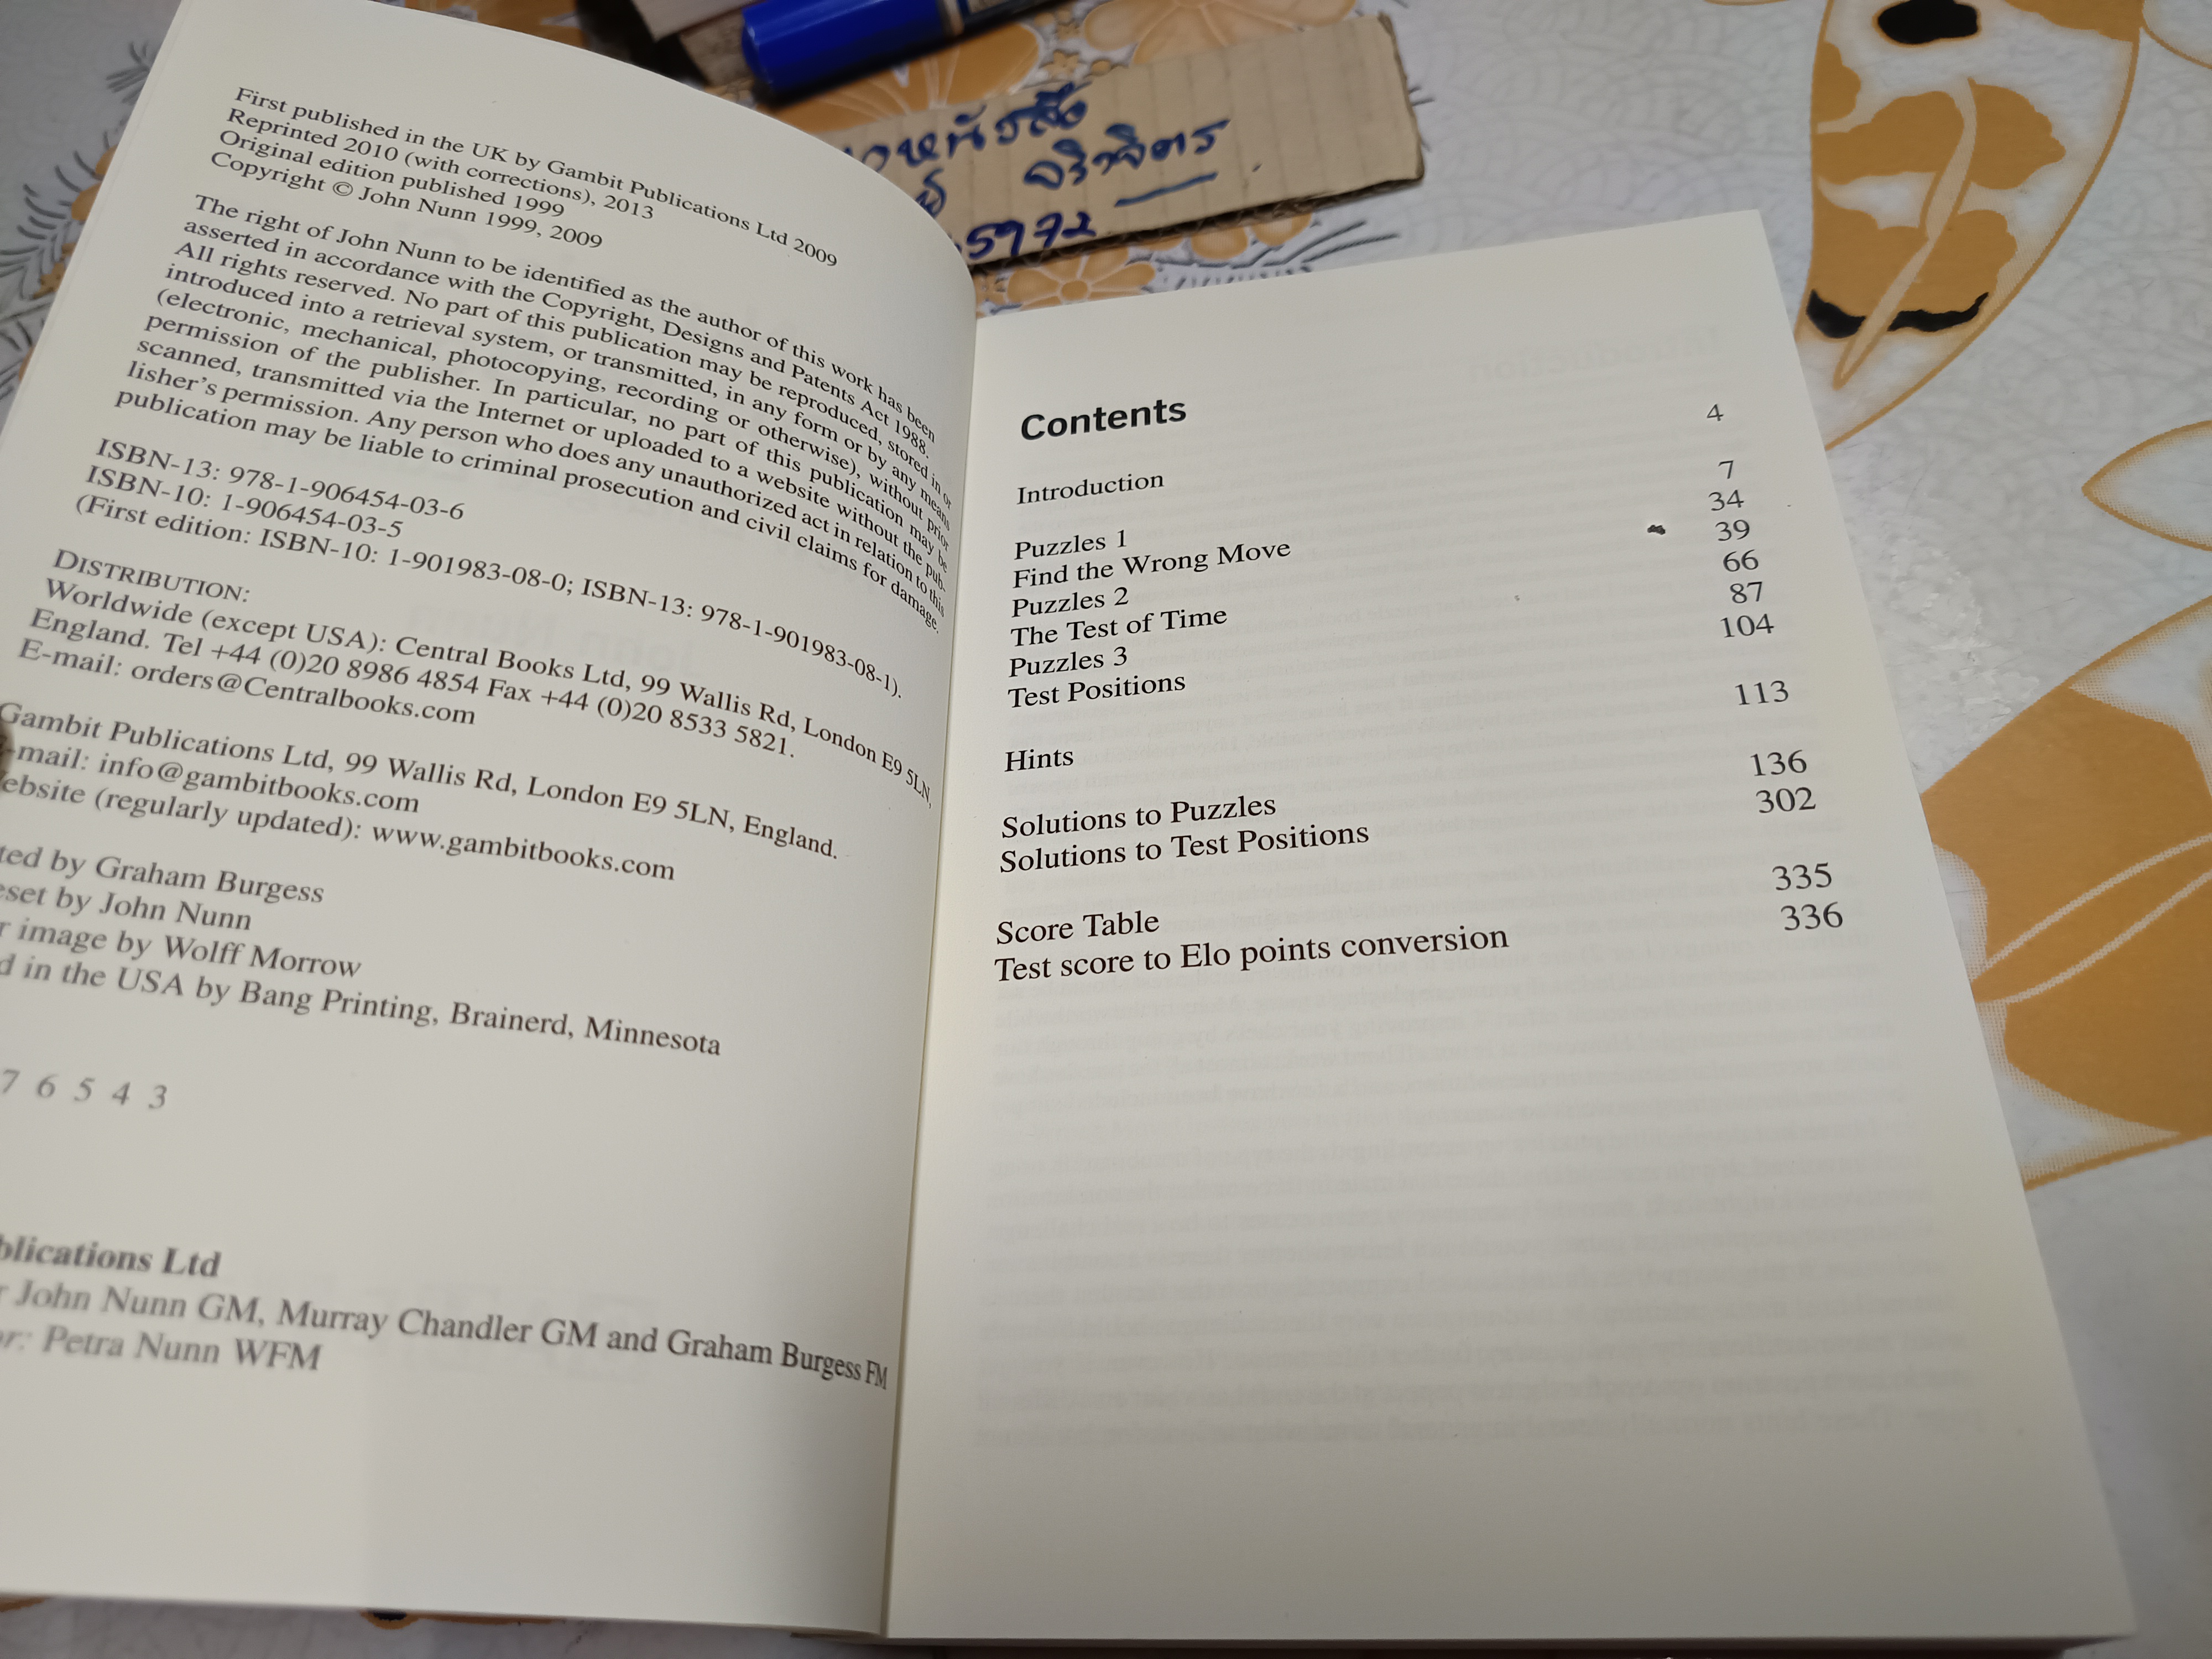 First published in the UK by Gambit Publications Ltd 2009
Reprinted 2010 (with corrections), 2013
Original edition published 1999
Copyright © John Nunn 1999, 2009
The right of John Nunn to be identified as the author of this work has been
asserted in accordance with the Copyright, Designs and Patents Act 1988.
All rights reserved. No part of this publication may be reproduced, stored in or
introduced into a retrieval system, or transmitted, in any form or by any means
(electronic, mechanical, photocopying, recording or otherwise), without prior
permission of the publisher. In particular, no part of this publication may be
scanned, transmitted via the Internet or uploaded to a website without the pub-
lisher's permission. Any person who does any unauthorized act in relation to this
publication may be liable to criminal prosecution and civil claims for damage.
ISBN-13: 978-1-906454-03-6
ISBN-10: 1-906454-03-5
(First edition: ISBN-10: 1-901983-08-0; ISBN-13: 978-1-901983-08-1).
DISTRIBUTION:
Worldwide (except USA): Central Books Ltd, 99 Wallis Rd, London E9 5LN,
England. Tel +44 (0)20 8986 4854 Fax +44 (0)20 8533 5821.
E-mail: orders@Centralbooks.com
Gambit Publications Ltd, 99 Wallis Rd, London E9 5LN, England.
-mail: info@gambitbooks.com
ebsite (regularly updated): www.gambitbooks.com
ted by Graham Burgess
eset by John Nunn
r image by Wolff Morrow
d in the USA by Bang Printing, Brainerd, Minnesota
7 6 5 4 3
blications Ltd
John Nunn GM, Murray Chandler GM and Graham Burgess FM
or: Petra Nunn WFM
5972
Contents
Introduction 4
Puzzles 1 7
Find the Wrong Move 34
Puzzles 2 39
The Test of Time 66
Puzzles 3 87
Test Positions 104
Hints 113
Solutions to Puzzles 136
Solutions to Test Positions 302
Score Table 335
Test score to Elo points conversion 336